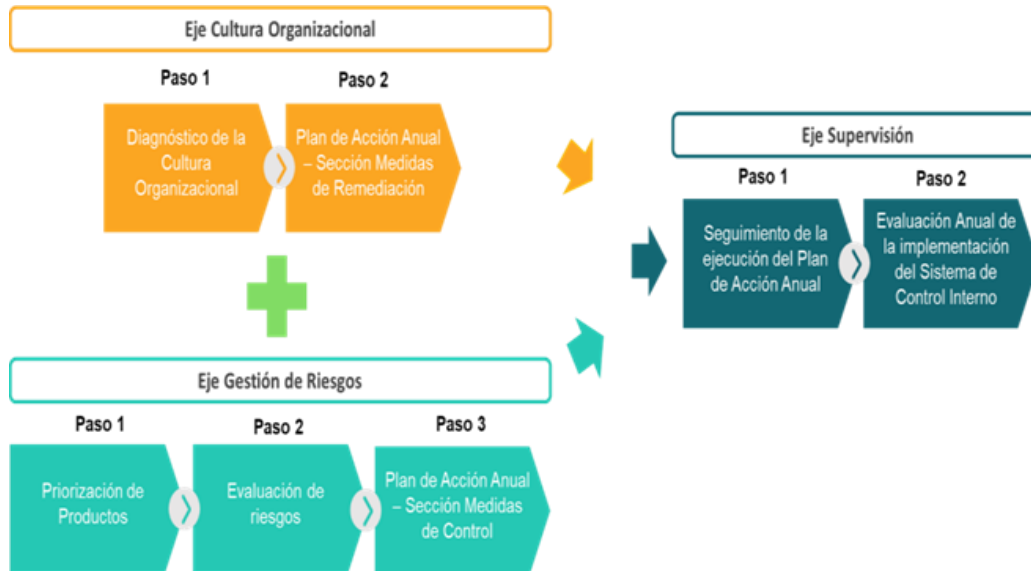 Eje Cultura Organizacional
Paso 1
Paso 2
Diagnóstico de la
Cultura
Organizacional
Plan de Acción Anual
– Sección Medidas
de Remediación
Eje Gestión de Riesgos
Paso 1
Paso 2
Paso 3
Priorización de
Productos
Evaluación de
riesgos
Plan de Acción Anual
– Sección Medidas
de Control
Eje Supervisión
Paso 1
Paso 2
Seguimiento de la
ejecución del Plan
de Acción Anual
Evaluación Anual de
la implementación
del Sistema de
Control Interno